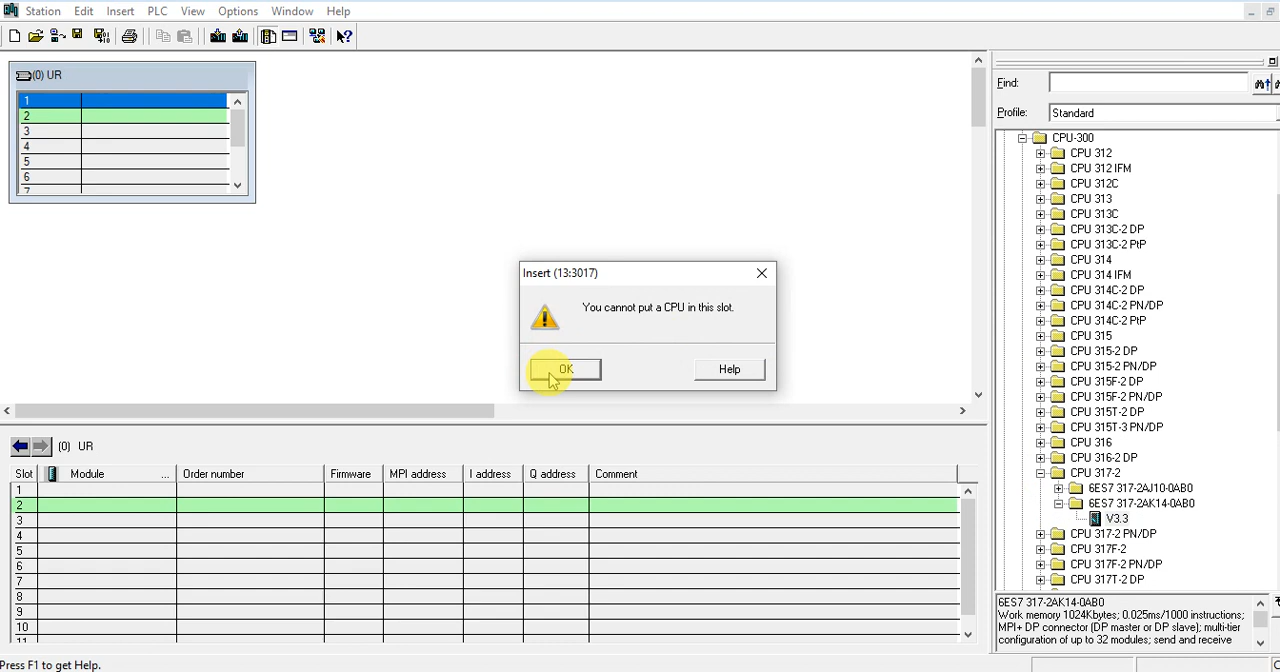 Station Edit Insert PLC View Options Window Help
(0) UR
1
2
3
4
5
6
7
Insert (13:3017)
You cannot put a CPU in this slot.
OK Help
Find:
Profile: Standard
CPU-300
CPU 312
CPU 312 IFM
CPU 312C
CPU 313
CPU 313C
CPU 313C-2 DP
CPU 313C-2 PtP
CPU 314
CPU 314 IFM
CPU 314C-2 DP
CPU 314C-2 PN/DP
CPU 314C-2 PtP
CPU 315
CPU 315-2 DP
CPU 315-2 PN/DP
CPU 315F-2 DP
CPU 315F-2 PN/DP
CPU 315T-2 DP
CPU 315T-3 PN/DP
CPU 316
CPU 316-2 DP
CPU 317-2
6ES7 317-2AJ10-0AB0
6ES7 317-2AK14-0AB0
V3.3
CPU 317-2 PN/DP
CPU 317F-2
CPU 317F-2 PN/DP
CPU 317T-2 DP
6ES7 317-2AK14-0AB0
Work memory 1024Kbytes; 0.025ms/1000 instructions;
MPI+ DP connector (DP master or DP slave); multi-tier
configuration of up to 32 modules; send and receive
(0) UR
Slot Module ... Order number Firmware MPI address I address Q address Comment
1
2
3
4
5
6
7
8
9
10
11
Press F1 to get Help.